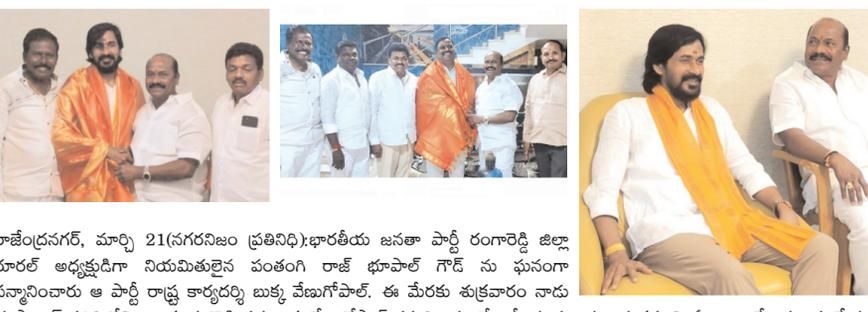 రాజేంద్రనగర్, మార్చి 21(నగరనిజం ప్రతినిధి):భారతీయ జనతా పార్టీ రంగారెడ్డి జిల్లా
రూరల్ అధ్యక్షుడిగా నియమితులైన పంతంగి రాజ్ భూపాల్ గౌడ్ ను ఘనంగా
సన్మానించారు ఆ పార్టీ రాష్ట్ర కార్యదర్శి బుక్క వేణుగోపాల్. ఈ మేరకు శుక్రవారం నాడు